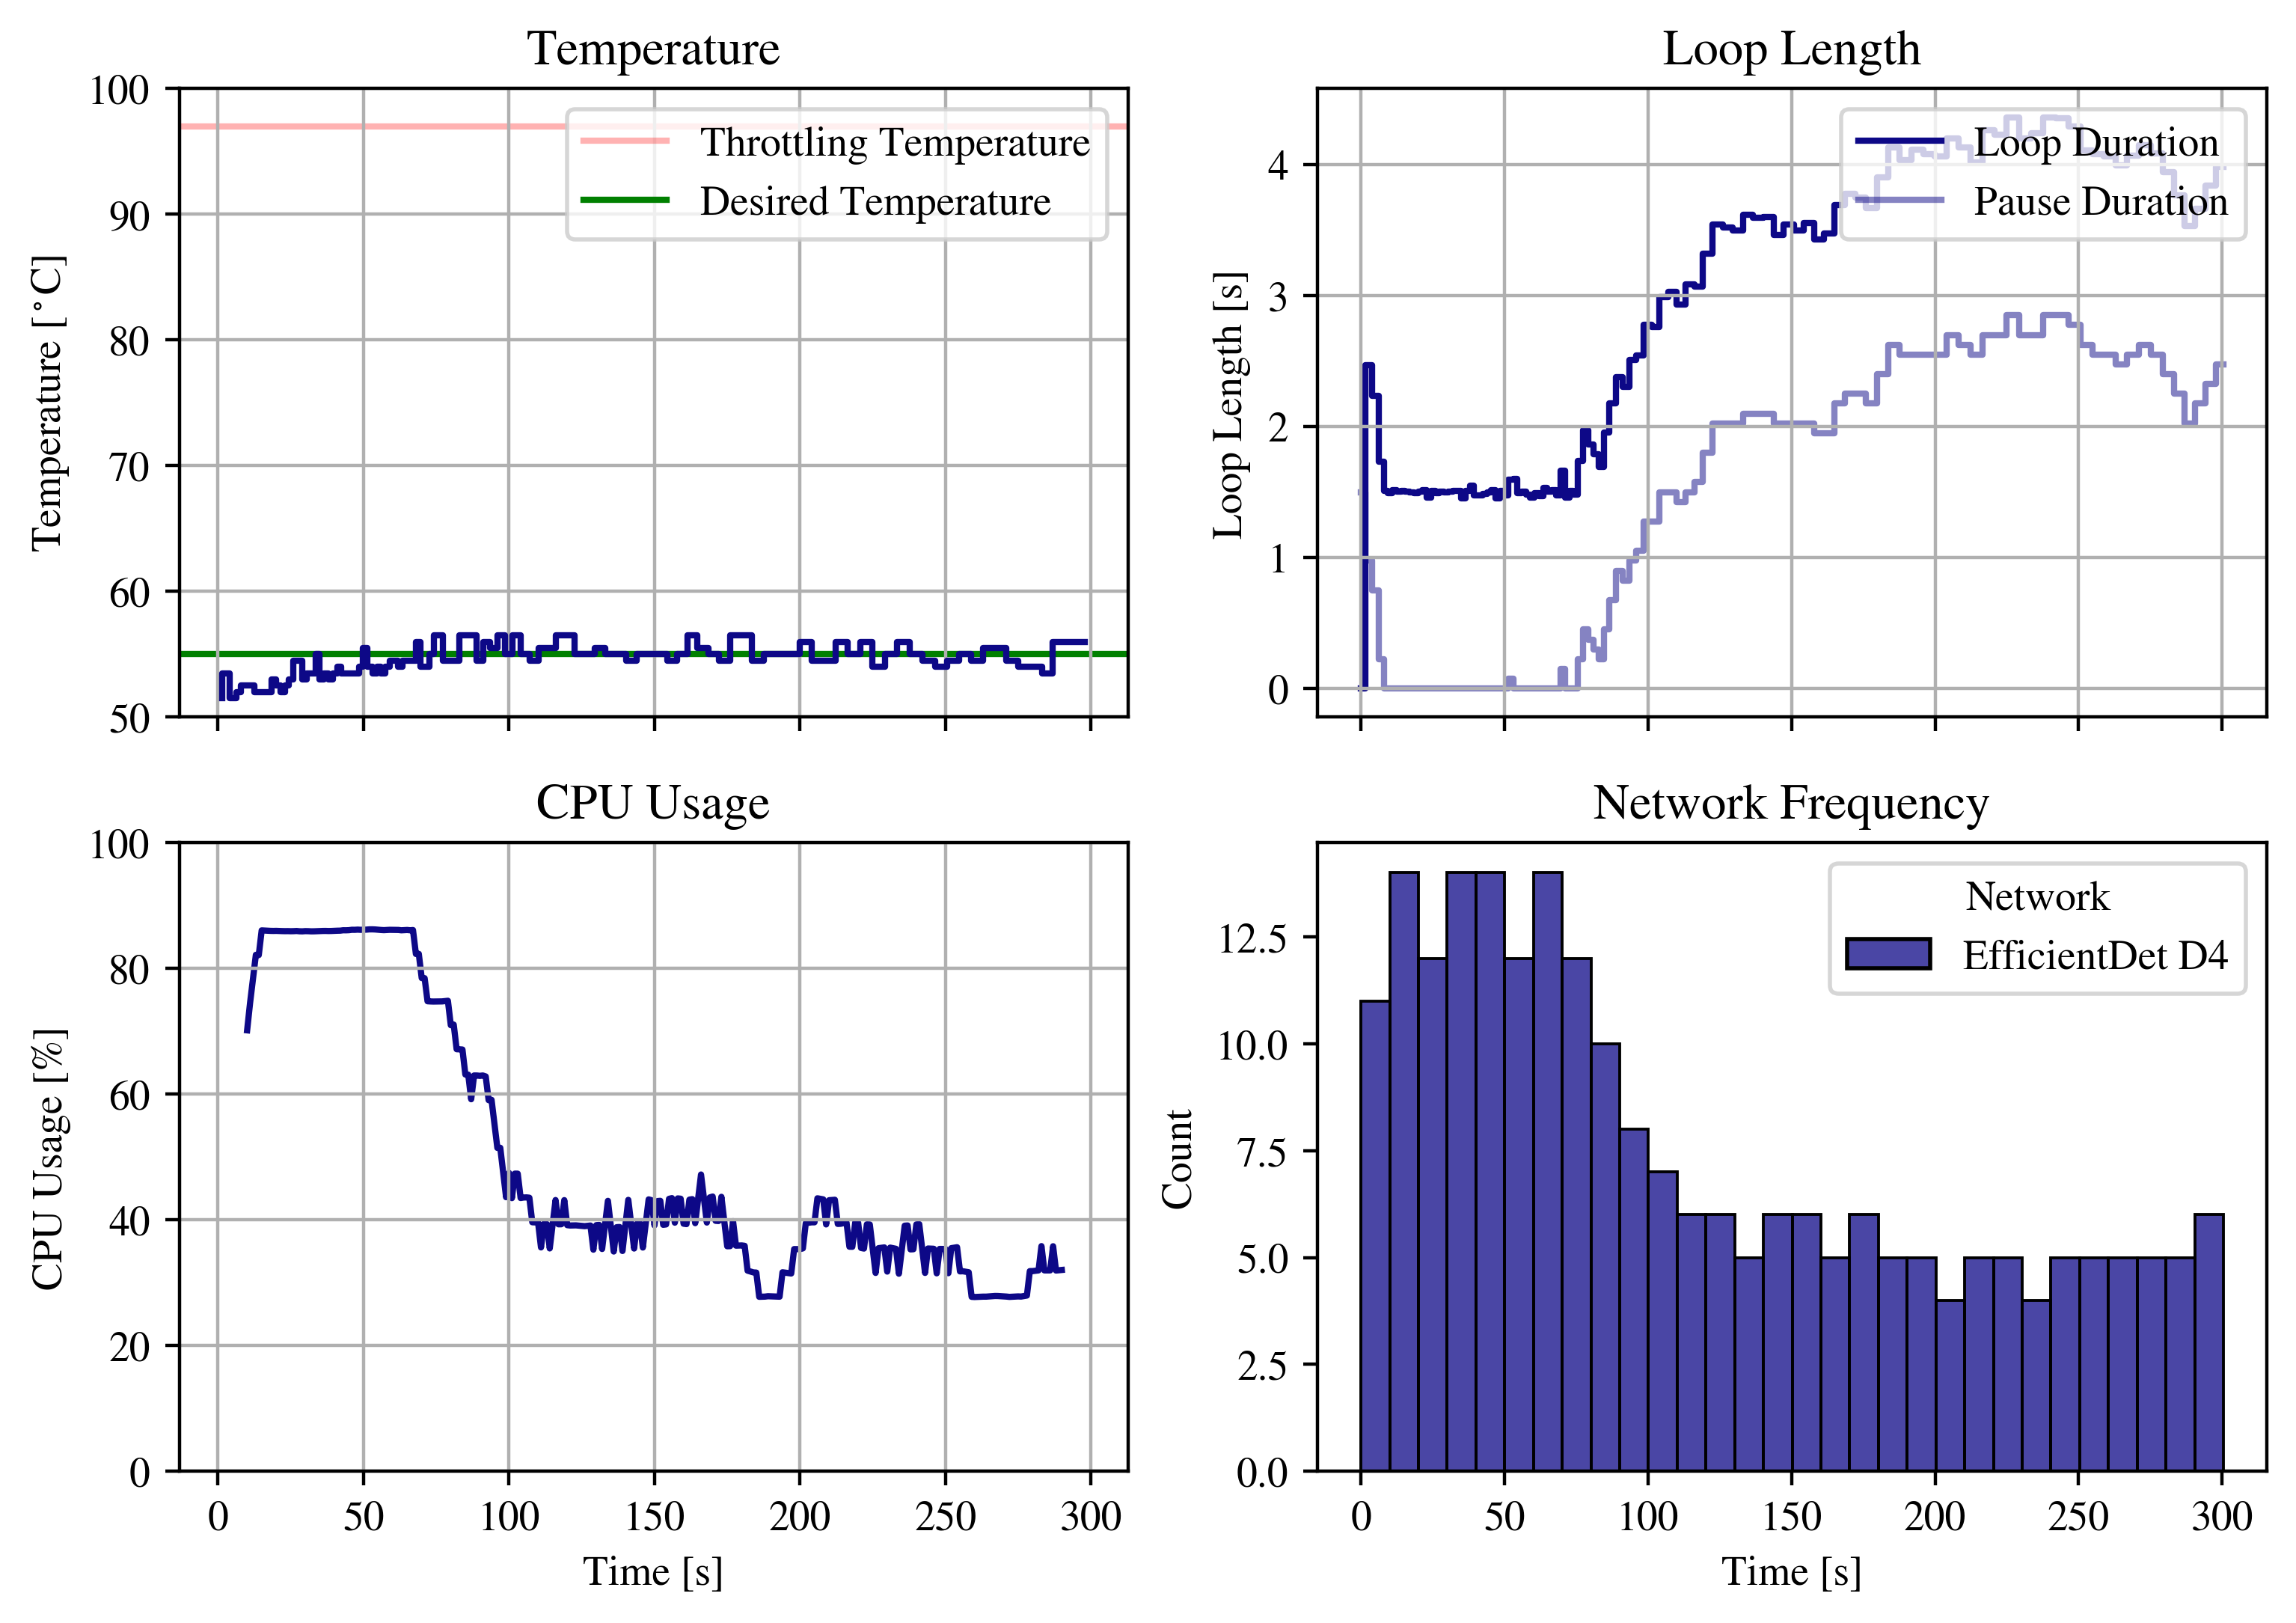 Temperature
100
90
80
70
60
50
Temperature [°C]
Throttling Temperature
Desired Temperature
Loop Length
4
3
2
1
0
Loop Length [s]
Loop Duration
Pause Duration
CPU Usage
100
80
60
40
20
0
CPU Usage [%]
0 50 100 150 200 250 300
Time [s]
Network Frequency
12.5
10.0
7.5
5.0
2.5
0.0
Count
Network
EfficientDet D4
0 50 100 150 200 250 300
Time [s]